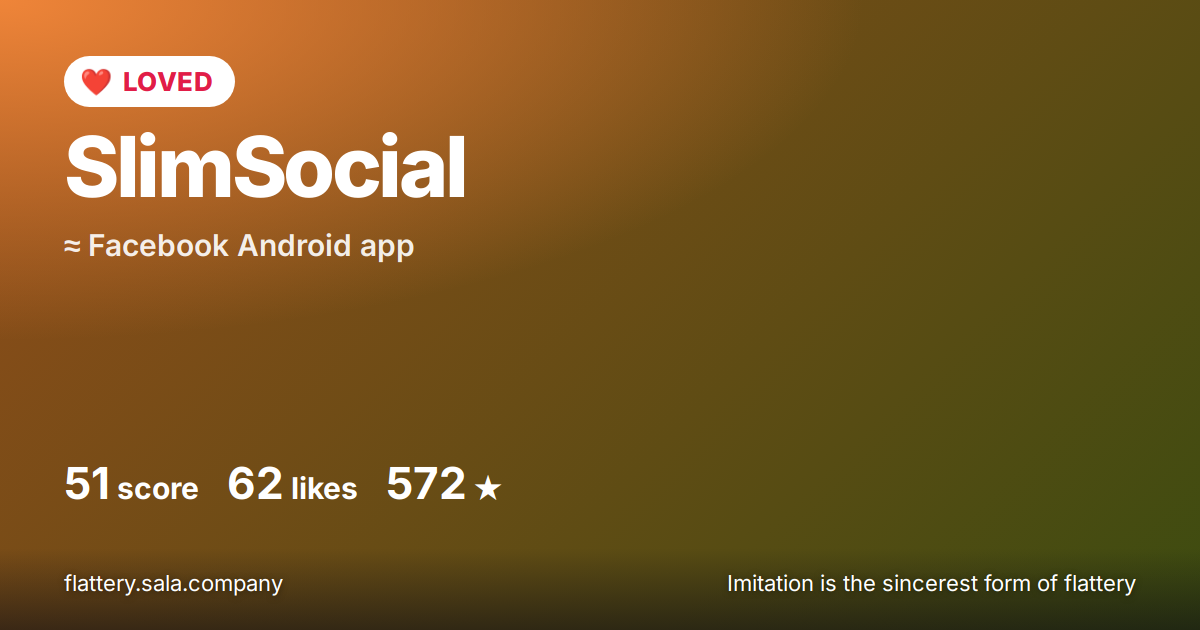 ❤️ LOVED
SlimSocial
≈ Facebook Android app
51 score 62 likes 572 ★
flattery.sala.company
Imitation is the sincerest form of flattery